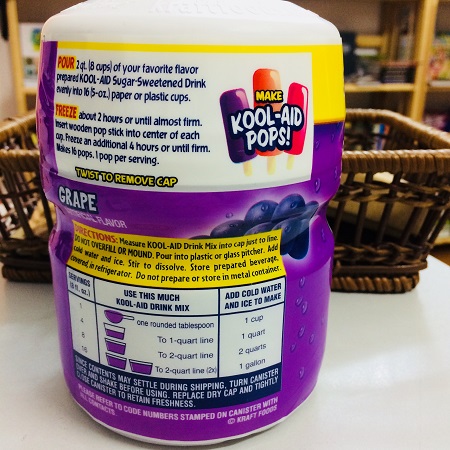 POUR 2 qt. (8 cups) of your favorite flavor
prepared KOOL-AID Sugar-Sweetened Drink
evenly into 16 (5-oz.) paper or plastic cups.
FREEZE about 2 hours or until almost firm.
Insert wooden pop stick into center of each
cup. Freeze an additional 4 hours or until firm.
Makes 16 pops. 1 pop per serving.
MAKE
KOOL-AID
POPS!
TWIST TO REMOVE CAP
GRAPE
FLAVOR
DIRECTIONS: Measure KOOL-AID Drink Mix into cap just to line.
DO NOT OVERFILL OR MOUND. Pour into plastic or glass pitcher. Add
cold water and ice. Stir to dissolve. Store prepared beverage,
covered in refrigerator. Do not prepare or store in metal container.
SERVINGS
(8 fl. oz.)
USE THIS MUCH
KOOL-AID DRINK MIX
ADD COLD WATER
AND ICE TO MAKE
1 one rounded tablespoon 1 cup
4 To 1-quart line 1 quart
8 To 2-quart line 2 quarts
16 To 2-quart line (2x) 1 gallon
SINCE CONTENTS MAY SETTLE DURING SHIPPING, TURN CANISTER
OVER AND SHAKE BEFORE USING. REPLACE DRY CAP AND TIGHTLY
CLOSE CANISTER TO RETAIN FRESHNESS.
PLEASE REFER TO CODE NUMBERS STAMPED ON CANISTER WITH
ALL CONTACTS. © KRAFT FOODS